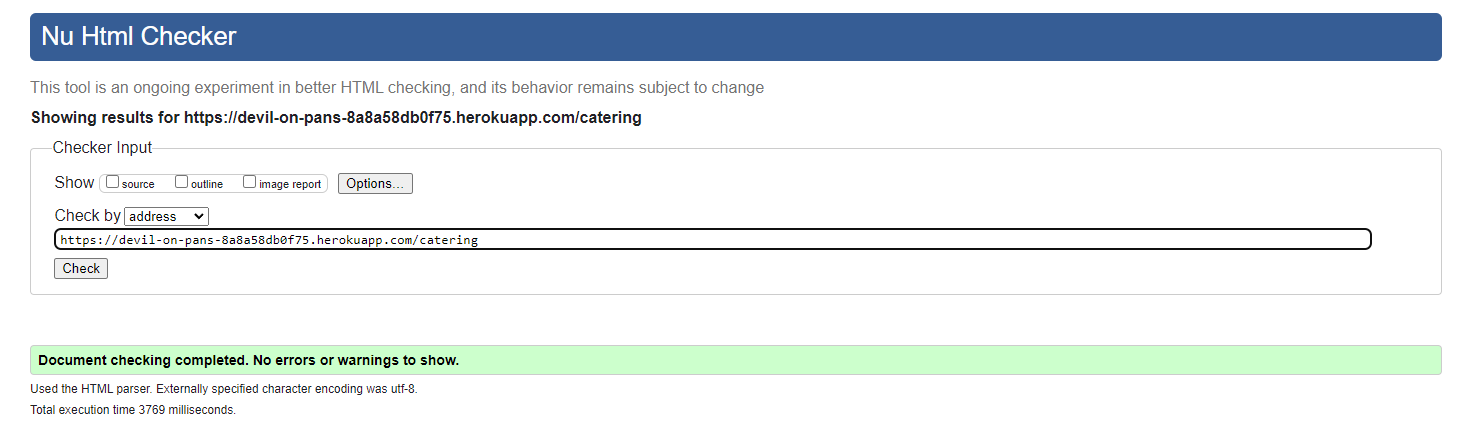 Nu Html Checker
This tool is an ongoing experiment in better HTML checking, and its behavior remains subject to change
Showing results for https://devil-on-pans-8a8a58db0f75.herokuapp.com/catering
Checker Input
Show source outline image report Options...
Check by address
https://devil-on-pans-8a8a58db0f75.herokuapp.com/catering
Check
Document checking completed. No errors or warnings to show.
Used the HTML parser. Externally specified character encoding was utf-8.
Total execution time 3769 milliseconds.